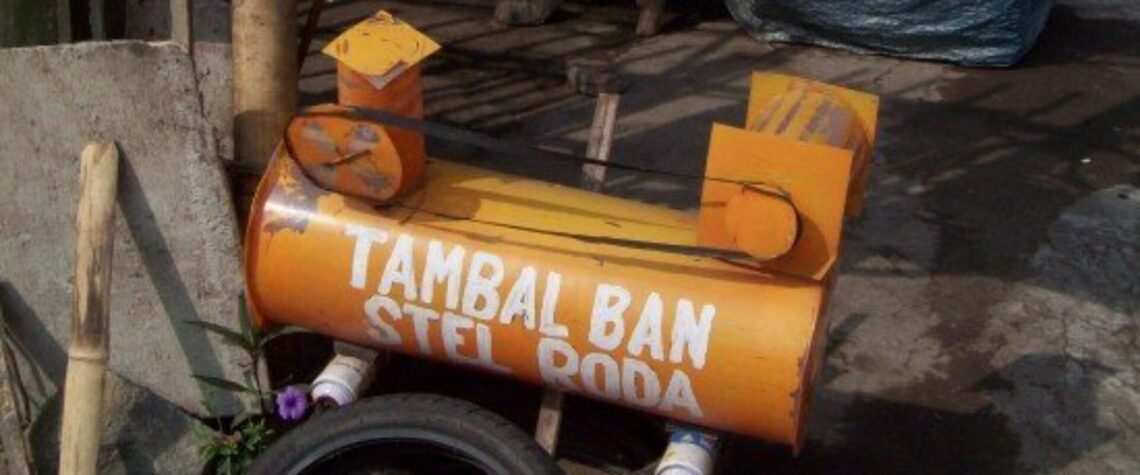 TAMBAL BAN
STEL RODA